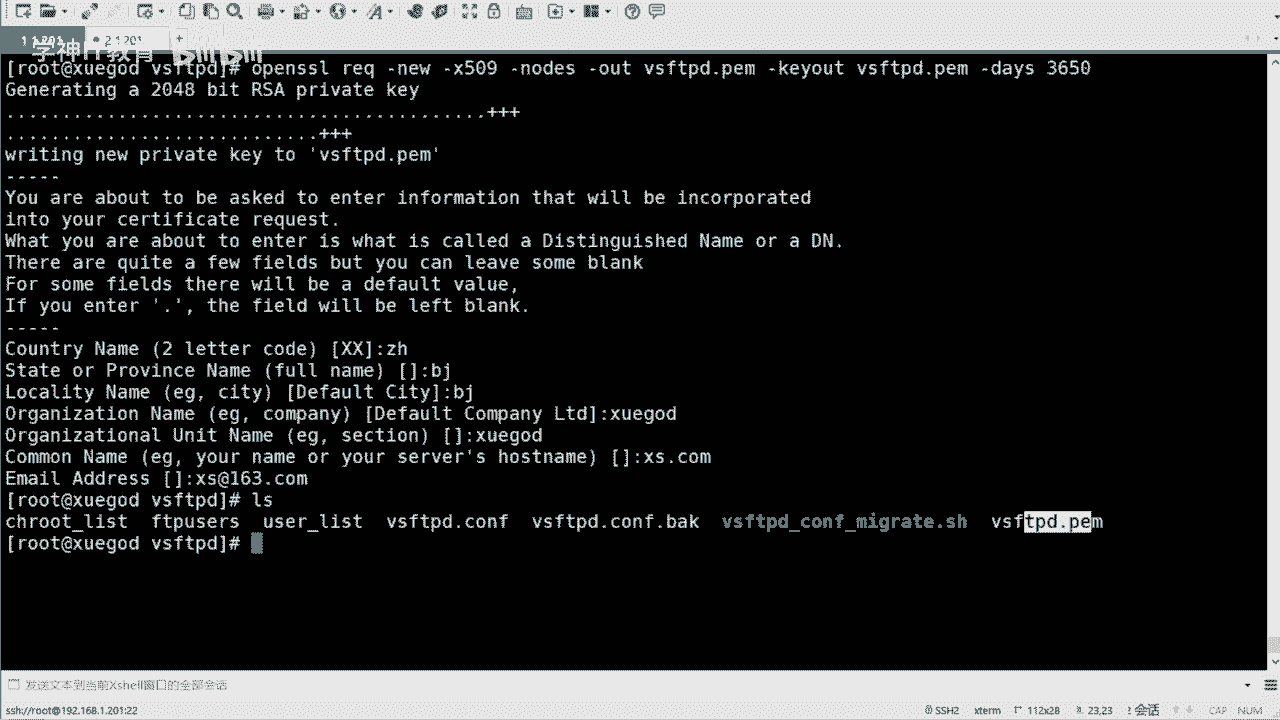 1 1.201 2 1.201 +
学神IT教育 bilibili
[root@xuegod vsftpd]# openssl req -new -x509 -nodes -out vsftpd.pem -keyout vsftpd.pem -days 3650
Generating a 2048 bit RSA private key
...........................................+++
............................+++
writing new private key to 'vsftpd.pem'
-----
You are about to be asked to enter information that will be incorporated
into your certificate request.
What you are about to enter is what is called a Distinguished Name or a DN.
There are quite a few fields but you can leave some blank
For some fields there will be a default value,
If you enter '.', the field will be left blank.
-----
Country Name (2 letter code) [XX]:zh
State or Province Name (full name) []:bj
Locality Name (eg, city) [Default City]:bj
Organization Name (eg, company) [Default Company Ltd]:xuegod
Organizational Unit Name (eg, section) []:xuegod
Common Name (eg, your name or your server's hostname) []:xs.com
Email Address []:xs@163.com
[root@xuegod vsftpd]# ls
chroot_list  ftpusers  user_list  vsftpd.conf  vsftpd.conf.bak  vsftpd_conf_migrate.sh  vsftpd.pem
[root@xuegod vsftpd]#
发送文本到当前Xshell窗口的全部会话
ssh://root@192.168.1.201:22 SSH2 xterm 112x28 23,23 2 会话 CAP NUM